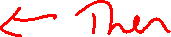 ← Then